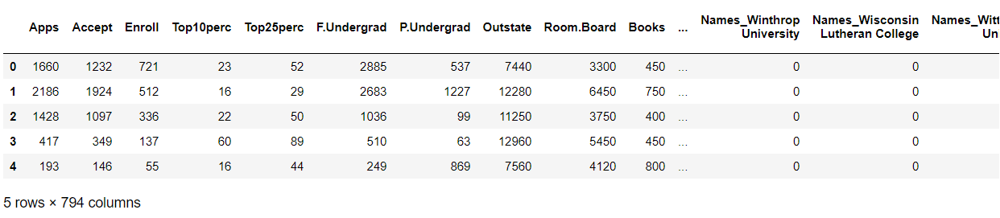 Apps Accept Enroll Top10perc Top25perc F.Undergrad P.Undergrad Outstate Room.Board Books ... Names_Winthrop University Names_Wisconsin Lutheran College Names_Witt Uni
0 1660 1232 721 23 52 2885 537 7440 3300 450 ... 0 0
1 2186 1924 512 16 29 2683 1227 12280 6450 750 ... 0 0
2 1428 1097 336 22 50 1036 99 11250 3750 400 ... 0 0
3 417 349 137 60 89 510 63 12960 5450 450 ... 0 0
4 193 146 55 16 44 249 869 7560 4120 800 ... 0 0
5 rows × 794 columns